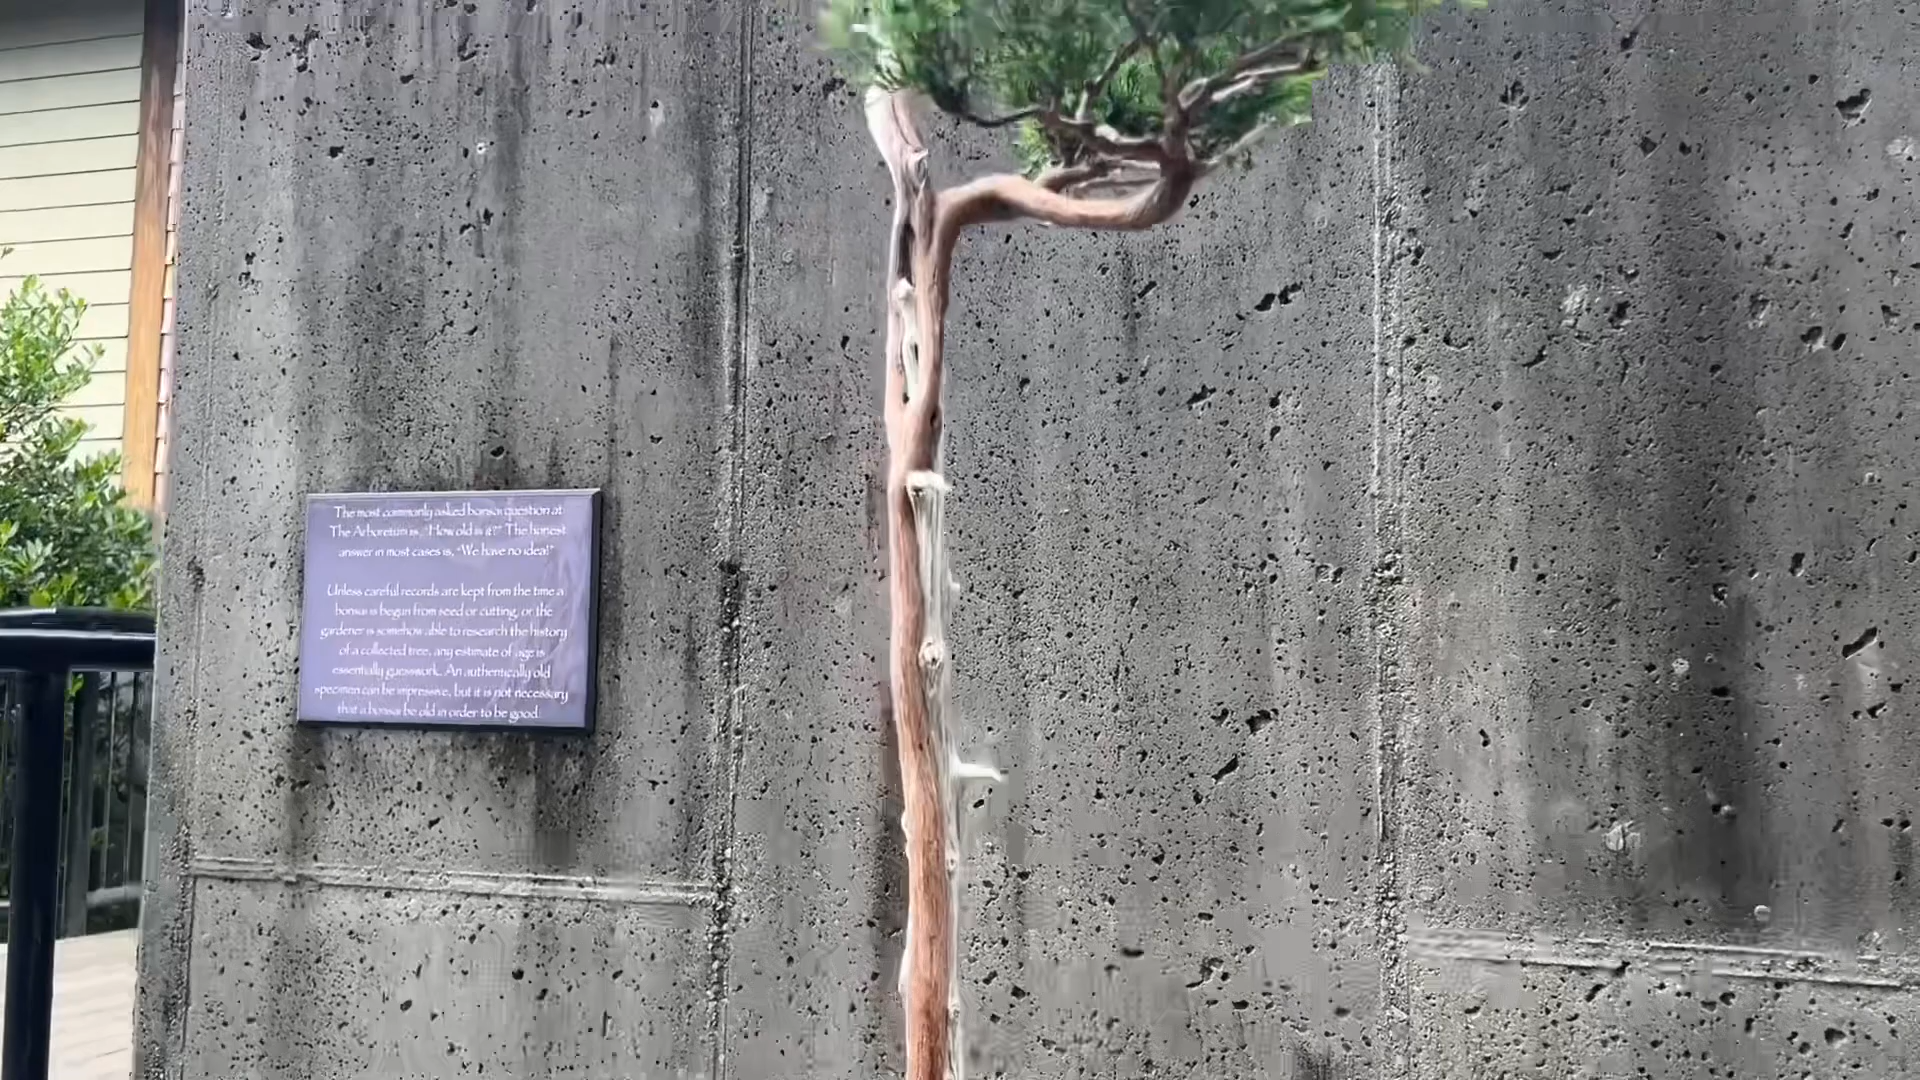 The most commonly asked bonsai question at
The Arboretum is, "How old is it?" The honest
answer in most cases is, "We have no idea!"
Unless careful records are kept from the time a
bonsai is begun from seed or cutting, or the
gardener is somehow able to research the history
of a collected tree, any estimate of age is
essentially guesswork. An authentically old
specimen can be impressive, but it is not necessary
that a bonsai be old in order to be good.